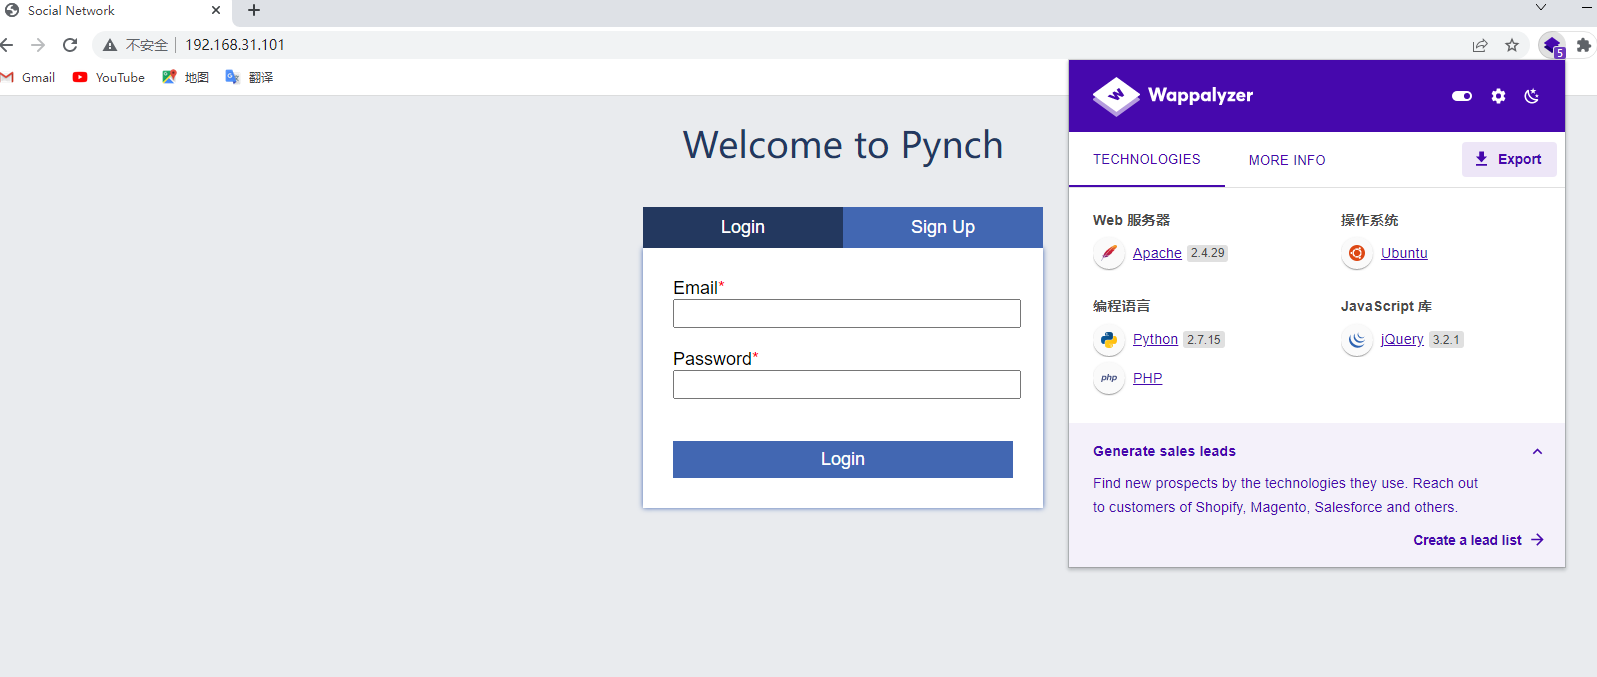 Social Network
不安全 192.168.31.101
5
Gmail YouTube 地图 翻译
Welcome to Pynch
Login Sign Up
Email*
Password*
Login
W Wappalyzer
TECHNOLOGIES MORE INFO Export
Web 服务器
Apache 2.4.29
操作系统
Ubuntu
编程语言
Python 2.7.15
php PHP
JavaScript 库
jQuery 3.2.1
Generate sales leads
Find new prospects by the technologies they use. Reach out
to customers of Shopify, Magento, Salesforce and others.
Create a lead list